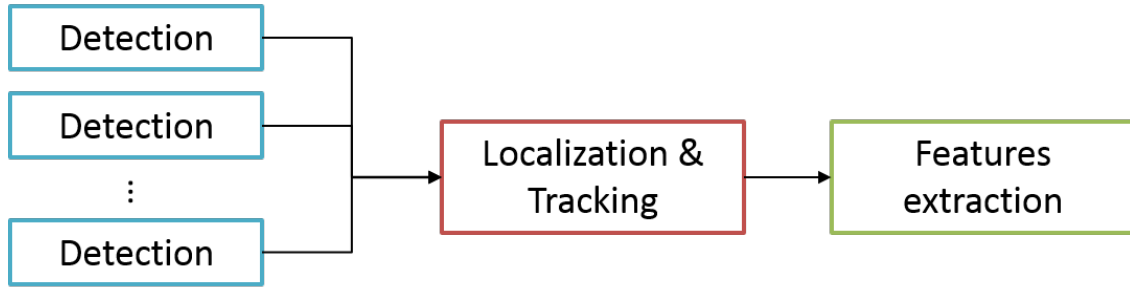 Detection
Detection
⋮
Detection
Localization &
Tracking
Features
extraction